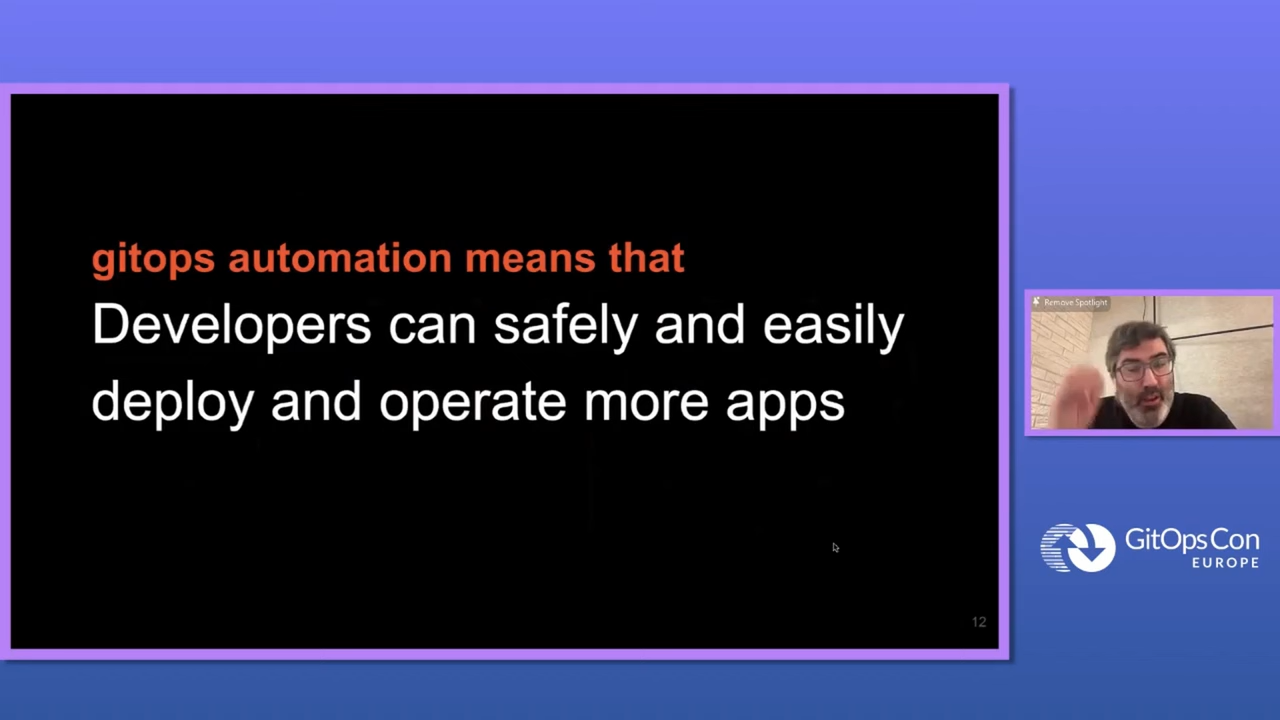 gitops automation means that
Developers can safely and easily
deploy and operate more apps
12
Remove Spotlight
GitOpsCon
EUROPE